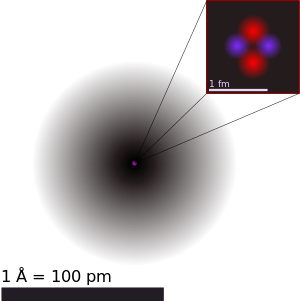 1 fm
1 Å = 100 pm